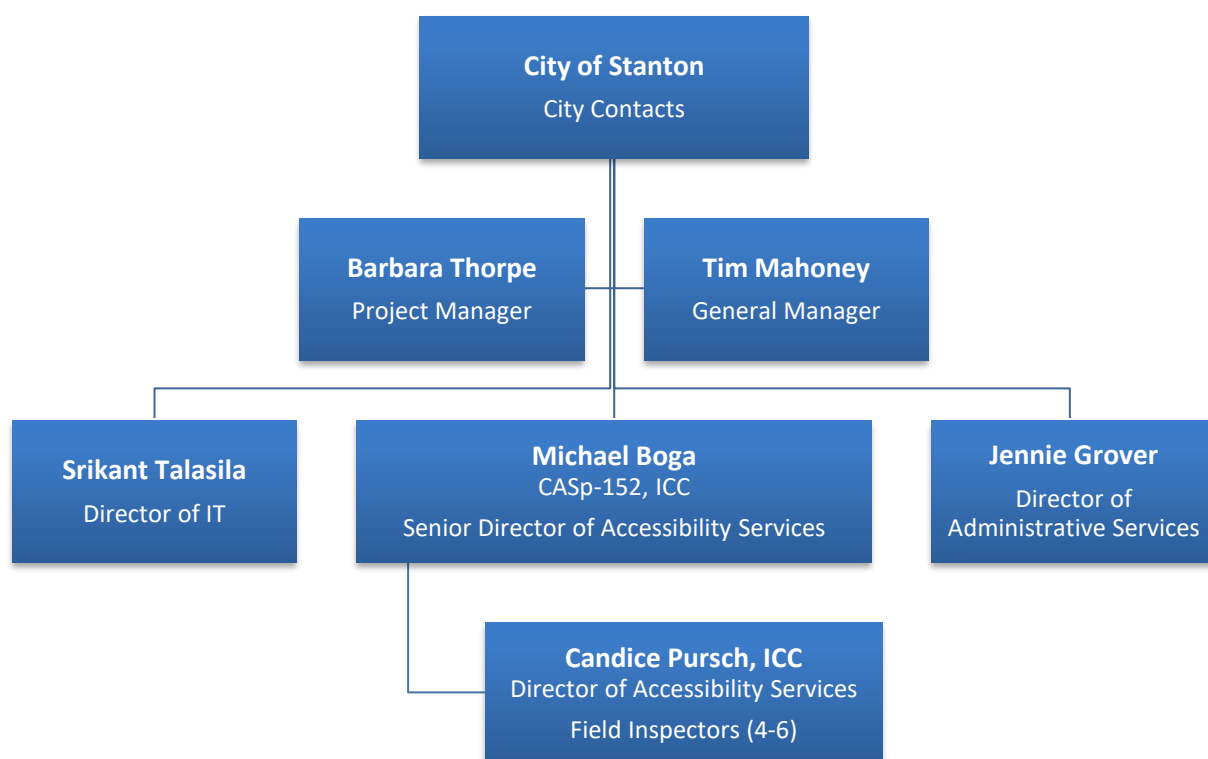 City of Stanton
City Contacts
Barbara Thorpe
Project Manager
Tim Mahoney
General Manager
Srikant Talasila
Director of IT
Michael Boga
CASp-152, ICC
Senior Director of Accessibility Services
Jennie Grover
Director of
Administrative Services
Candice Pursch, ICC
Director of Accessibility Services
Field Inspectors (4-6)